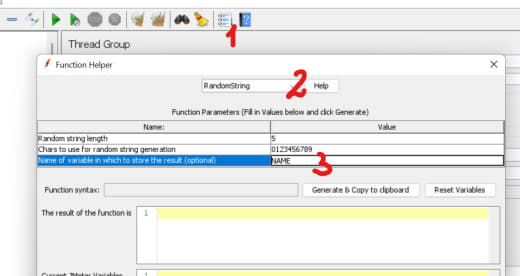 1
Thread Group
Function Helper
RandomString
2
Help
Function Parameters (Fill in Values below and click Generate)
Name: Value
Random string length 5
Chars to use for random string generation 0123456789
Name of variable in which to store the result (optional) NAME
3
Function syntax: Generate & Copy to clipboard Reset Variables
The result of the function is 1
Current JMeter Variables 1